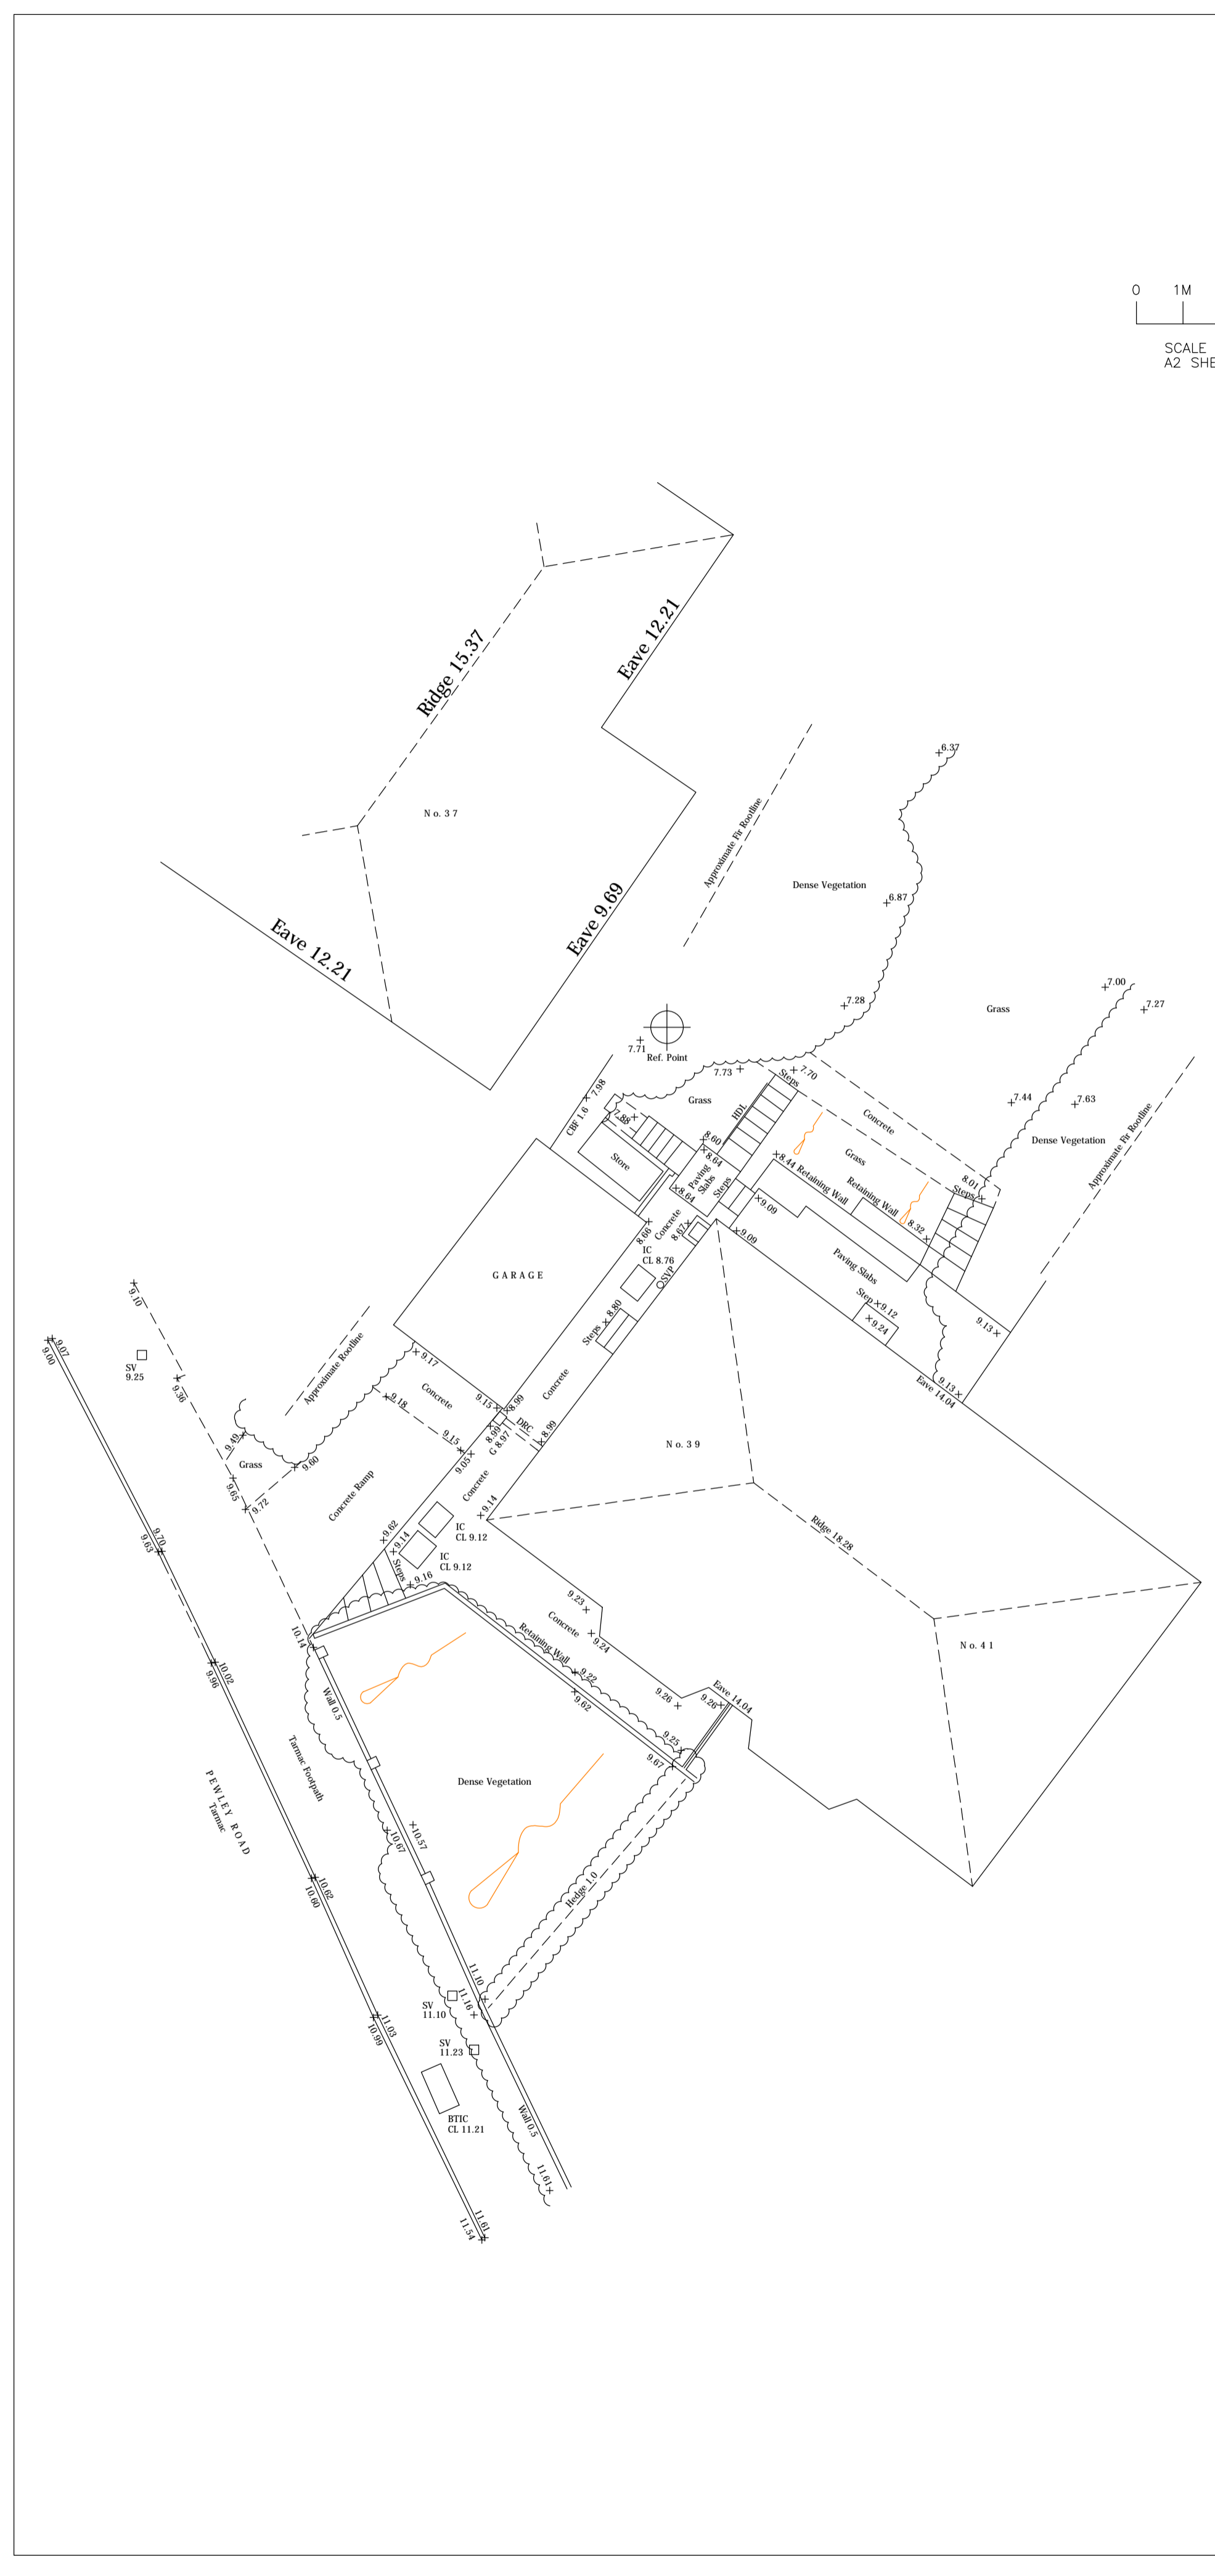 0 1M
SCALE
A2 SHE
Eave 12.21
Ridge 15.37
6.37
No. 37
Approximate Fir Rootline
Dense Vegetation
6.87
Eave 9.69
Eave 12.21
7.00
7.28
7.27
Grass
7.71
Ref. Point
7.73
7.70
Steps
7.98
CBF 1.6
7.88
Grass
HDL
Concrete
7.44
7.63
Dense Vegetation
Approximate Fir Rootline
8.60
8.64
Store
Paving
Slabs
8.64
Steps
Grass
8.44
Retaining Wall
Retaining Wall
8.01
Steps
8.32
9.09
9.09
Concrete
8.66
8.67
IC
CL 8.76
SVP
GARAGE
Paving Slabs
Step
9.12
9.24
9.13
9.13
Eave 14.04
8.80
Steps
9.10
9.07
9.00
SV
9.25
9.36
Approximate Rootline
9.17
9.18
Concrete
9.15
8.99
Concrete
DRC
8.99
8.99
G 8.97
9.15
9.05
9.49
Grass
9.60
9.65
9.72
No. 39
Concrete Ramp
Concrete
9.14
9.62
9.14
IC
CL 9.12
IC
CL 9.12
Steps
9.16
Ridge 18.28
9.70
9.63
9.23
Concrete
9.24
Retaining Wall
9.22
9.62
No. 41
10.14
10.02
9.96
Wall 0.5
9.26
9.26
Eave 14.04
9.25
9.67
Tarmac Footpath
PEWLEY ROAD
Tarmac
Dense Vegetation
10.57
10.67
Hedge 1.0
10.62
10.60
11.10
SV
11.10
11.16
11.03
10.99
SV
11.23
BTIC
CL 11.21
Wall 0.5
11.61
11.61
11.54